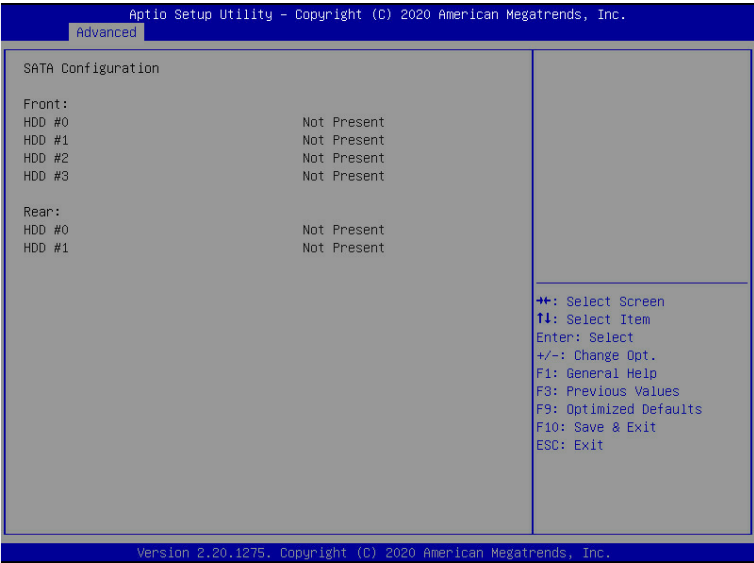 Aptio Setup Utility – Copyright (C) 2020 American Megatrends, Inc.
Advanced
SATA Configuration
Front:
HDD #0 Not Present
HDD #1 Not Present
HDD #2 Not Present
HDD #3 Not Present
Rear:
HDD #0 Not Present
HDD #1 Not Present
→←: Select Screen
↑↓: Select Item
Enter: Select
+/-: Change Opt.
F1: General Help
F3: Previous Values
F9: Optimized Defaults
F10: Save & Exit
ESC: Exit
Version 2.20.1275. Copyright (C) 2020 American Megatrends, Inc.